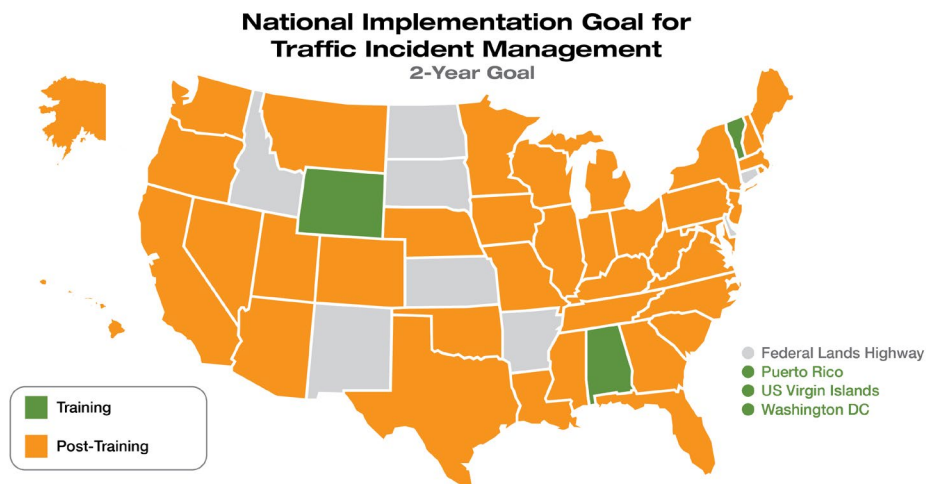 National Implementation Goal for
Traffic Incident Management
2-Year Goal
Federal Lands Highway
Puerto Rico
US Virgin Islands
Washington DC
Training
Post-Training